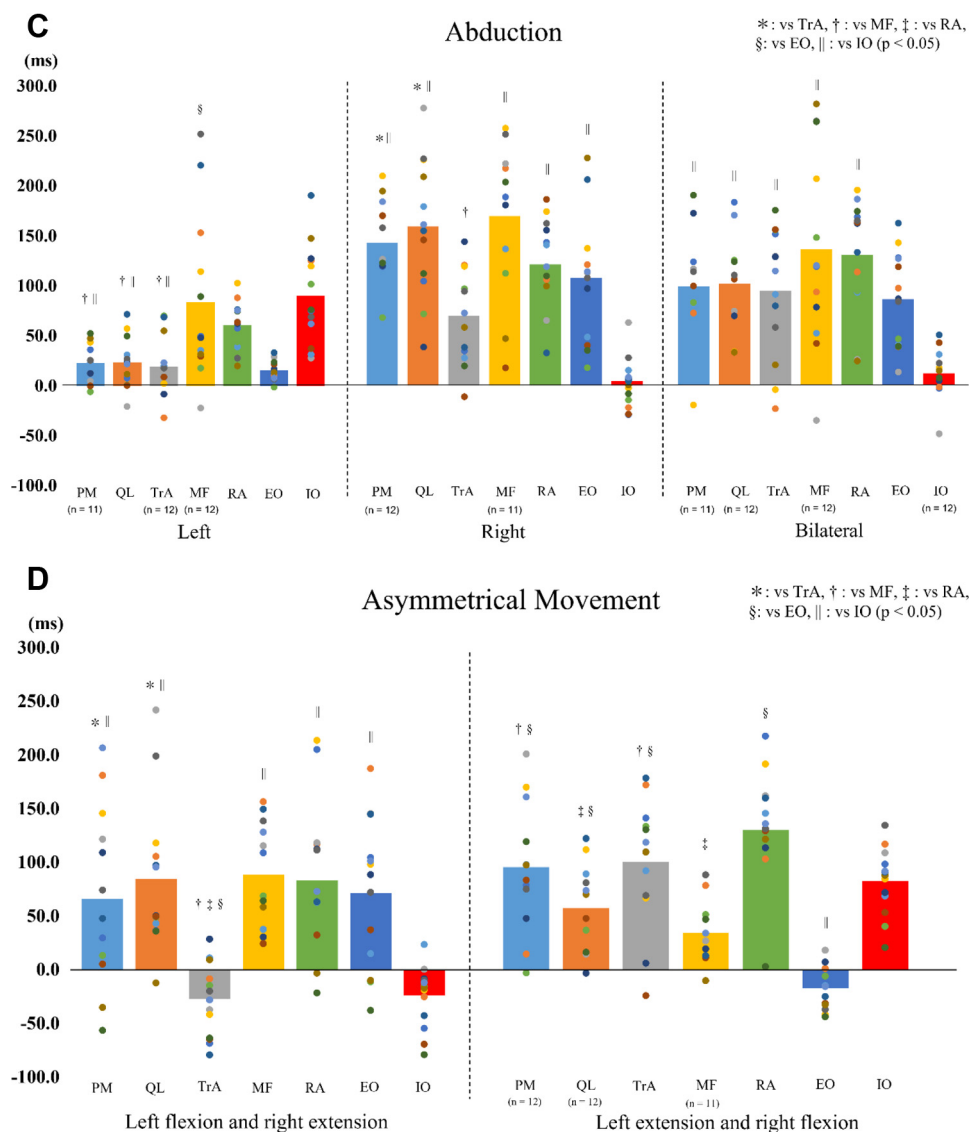 C
Abduction
* : vs TrA, † : vs MF, ‡ : vs RA,
§: vs EO, || : vs IO (p < 0.05)
(ms)
300.0
250.0
200.0
150.0
100.0
50.0
0.0
-50.0
-100.0
† ||
† ||
† ||
§
* ||
* ||
†
||
||
||
||
||
||
||
||
PM QL TrA MF RA EO IO PM QL TrA MF RA EO IO PM QL TrA MF RA EO IO
(n = 11) (n = 12) (n = 12) (n = 12) (n = 11) (n = 11) (n = 12) (n = 12) (n = 12)
Left Right Bilateral
D
Asymmetrical Movement
* : vs TrA, † : vs MF, ‡ : vs RA,
§: vs EO, || : vs IO (p < 0.05)
(ms)
300.0
250.0
200.0
150.0
100.0
50.0
0.0
-50.0
-100.0
* ||
* ||
† ‡ §
||
||
||
† §
‡ §
† §
‡
§
||
PM QL TrA MF RA EO IO PM QL TrA MF RA EO IO
(n = 12) (n = 12) (n = 11)
Left flexion and right extension Left extension and right flexion